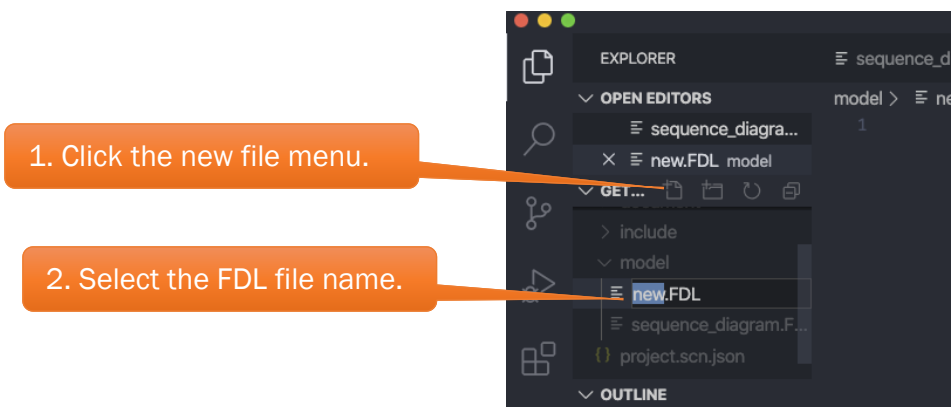 1. Click the new file menu.
2. Select the FDL file name.
EXPLORER
OPEN EDITORS
sequence_diagra...
× new.FDL model
GET...
> include
model
new.FDL
sequence_diagram.F...
{} project.scn.json
OUTLINE
sequence_d
model > ne
1